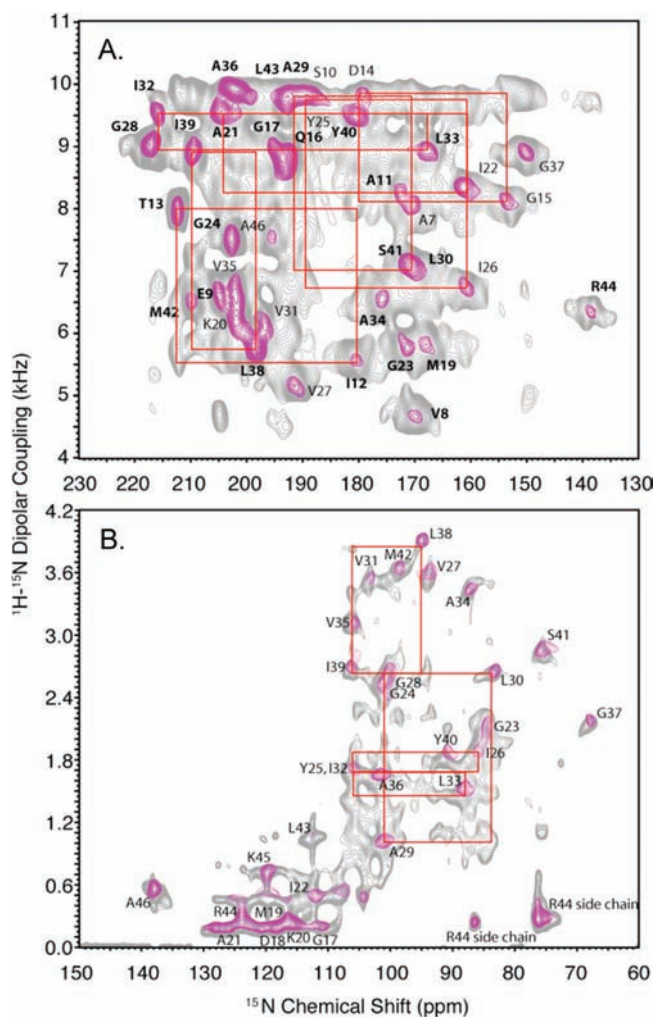 A.
¹H-¹⁵N Dipolar Coupling (kHz)
11
10
9
8
7
6
5
4
A36 L43 A29 S10 D14
I32
G28 I39 A21 G17 Y25 Q16 Y40 L33
I22 G37
A11 G15
T13 A7
G24 A46
S41 L30
V35 I26
E9 R44
M42 K20 V31 A34
L38 I12 G23 M19
V27
V8
230 220 210 200 190 180 170 160 150 140 130
B.
4.2
3.6
3.0
2.4
1.8
1.2
0.6
0.0
L38
V31 M42 V27
A34
V35
S41
I39
G28 L30
G24
G23 G37
Y40
I26
Y25, I32
A36 L33
L43
A29
K45
I22
A46
R44 M19 R44 side chain
A21 D18 K20 G17 R44 side chain
150 140 130 120 110 100 90 80 70 60
¹⁵N Chemical Shift (ppm)